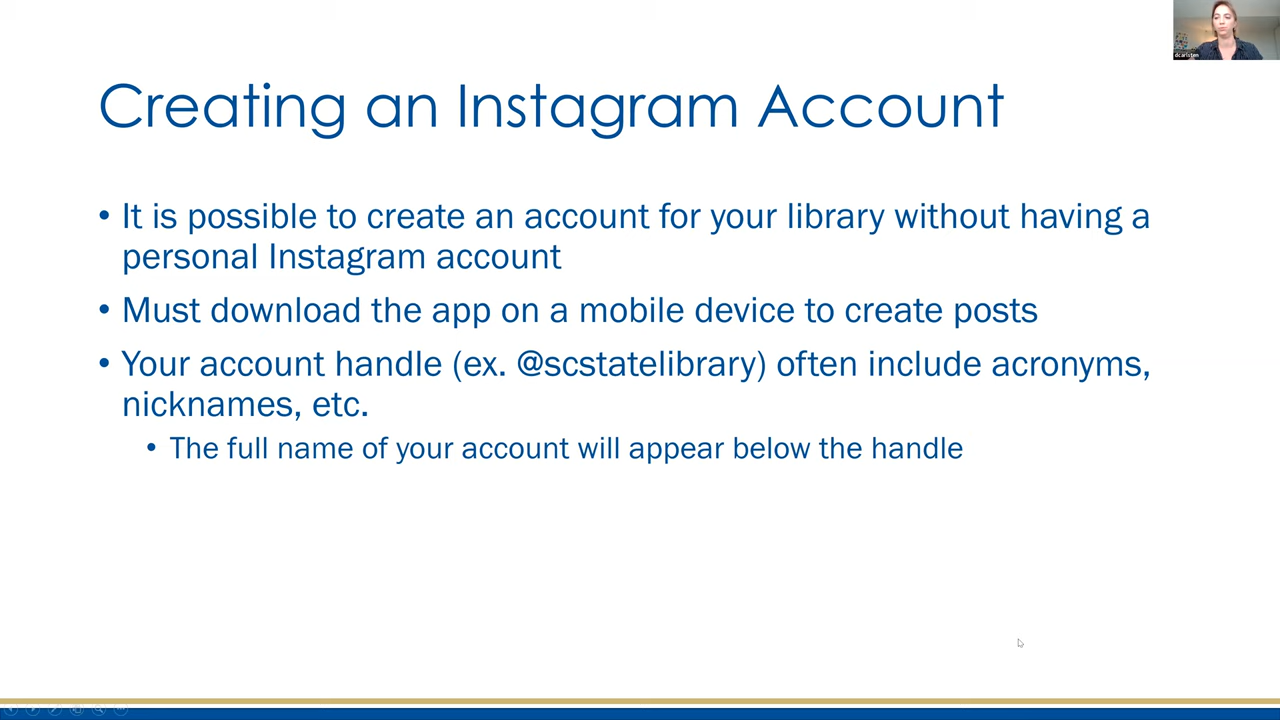 Creating an Instagram Account
• It is possible to create an account for your library without having a
personal Instagram account
• Must download the app on a mobile device to create posts
• Your account handle (ex. @scstatelibrary) often include acronyms,
nicknames, etc.
• The full name of your account will appear below the handle